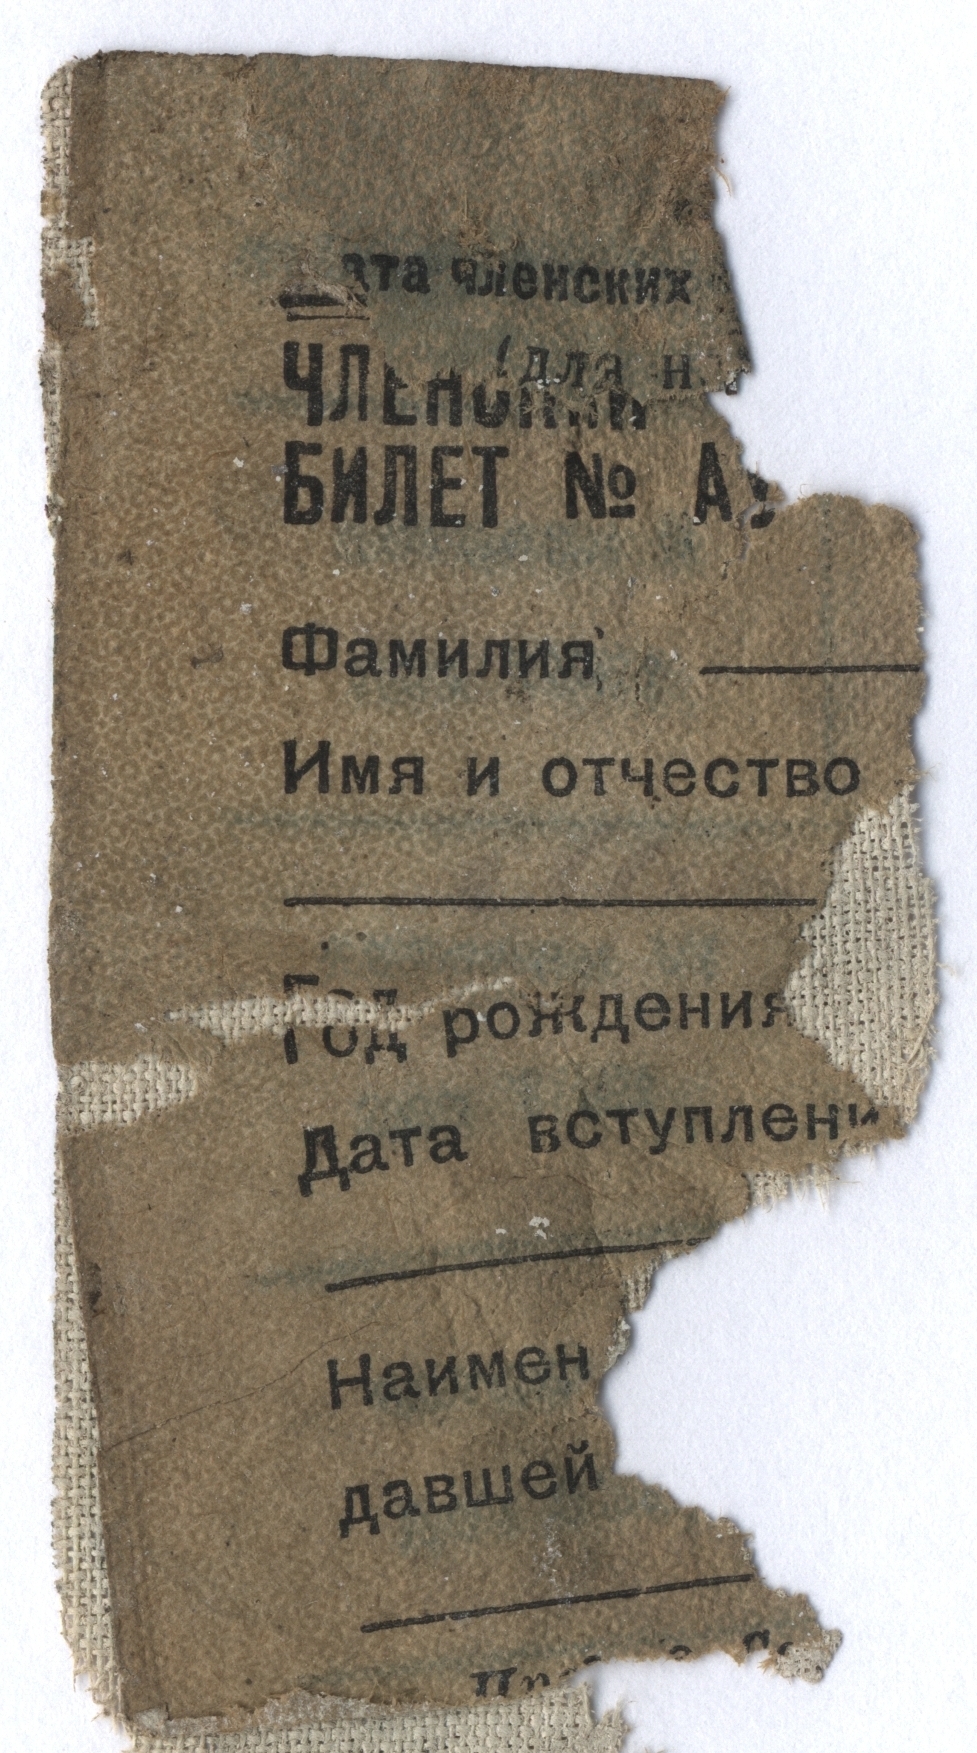 ата членских
(для н
ЧЛЕНСКИЙ
БИЛЕТ № А
Фамилия
Имя и отчество
Год рождения
Дата вступлени
Наимен
давшей